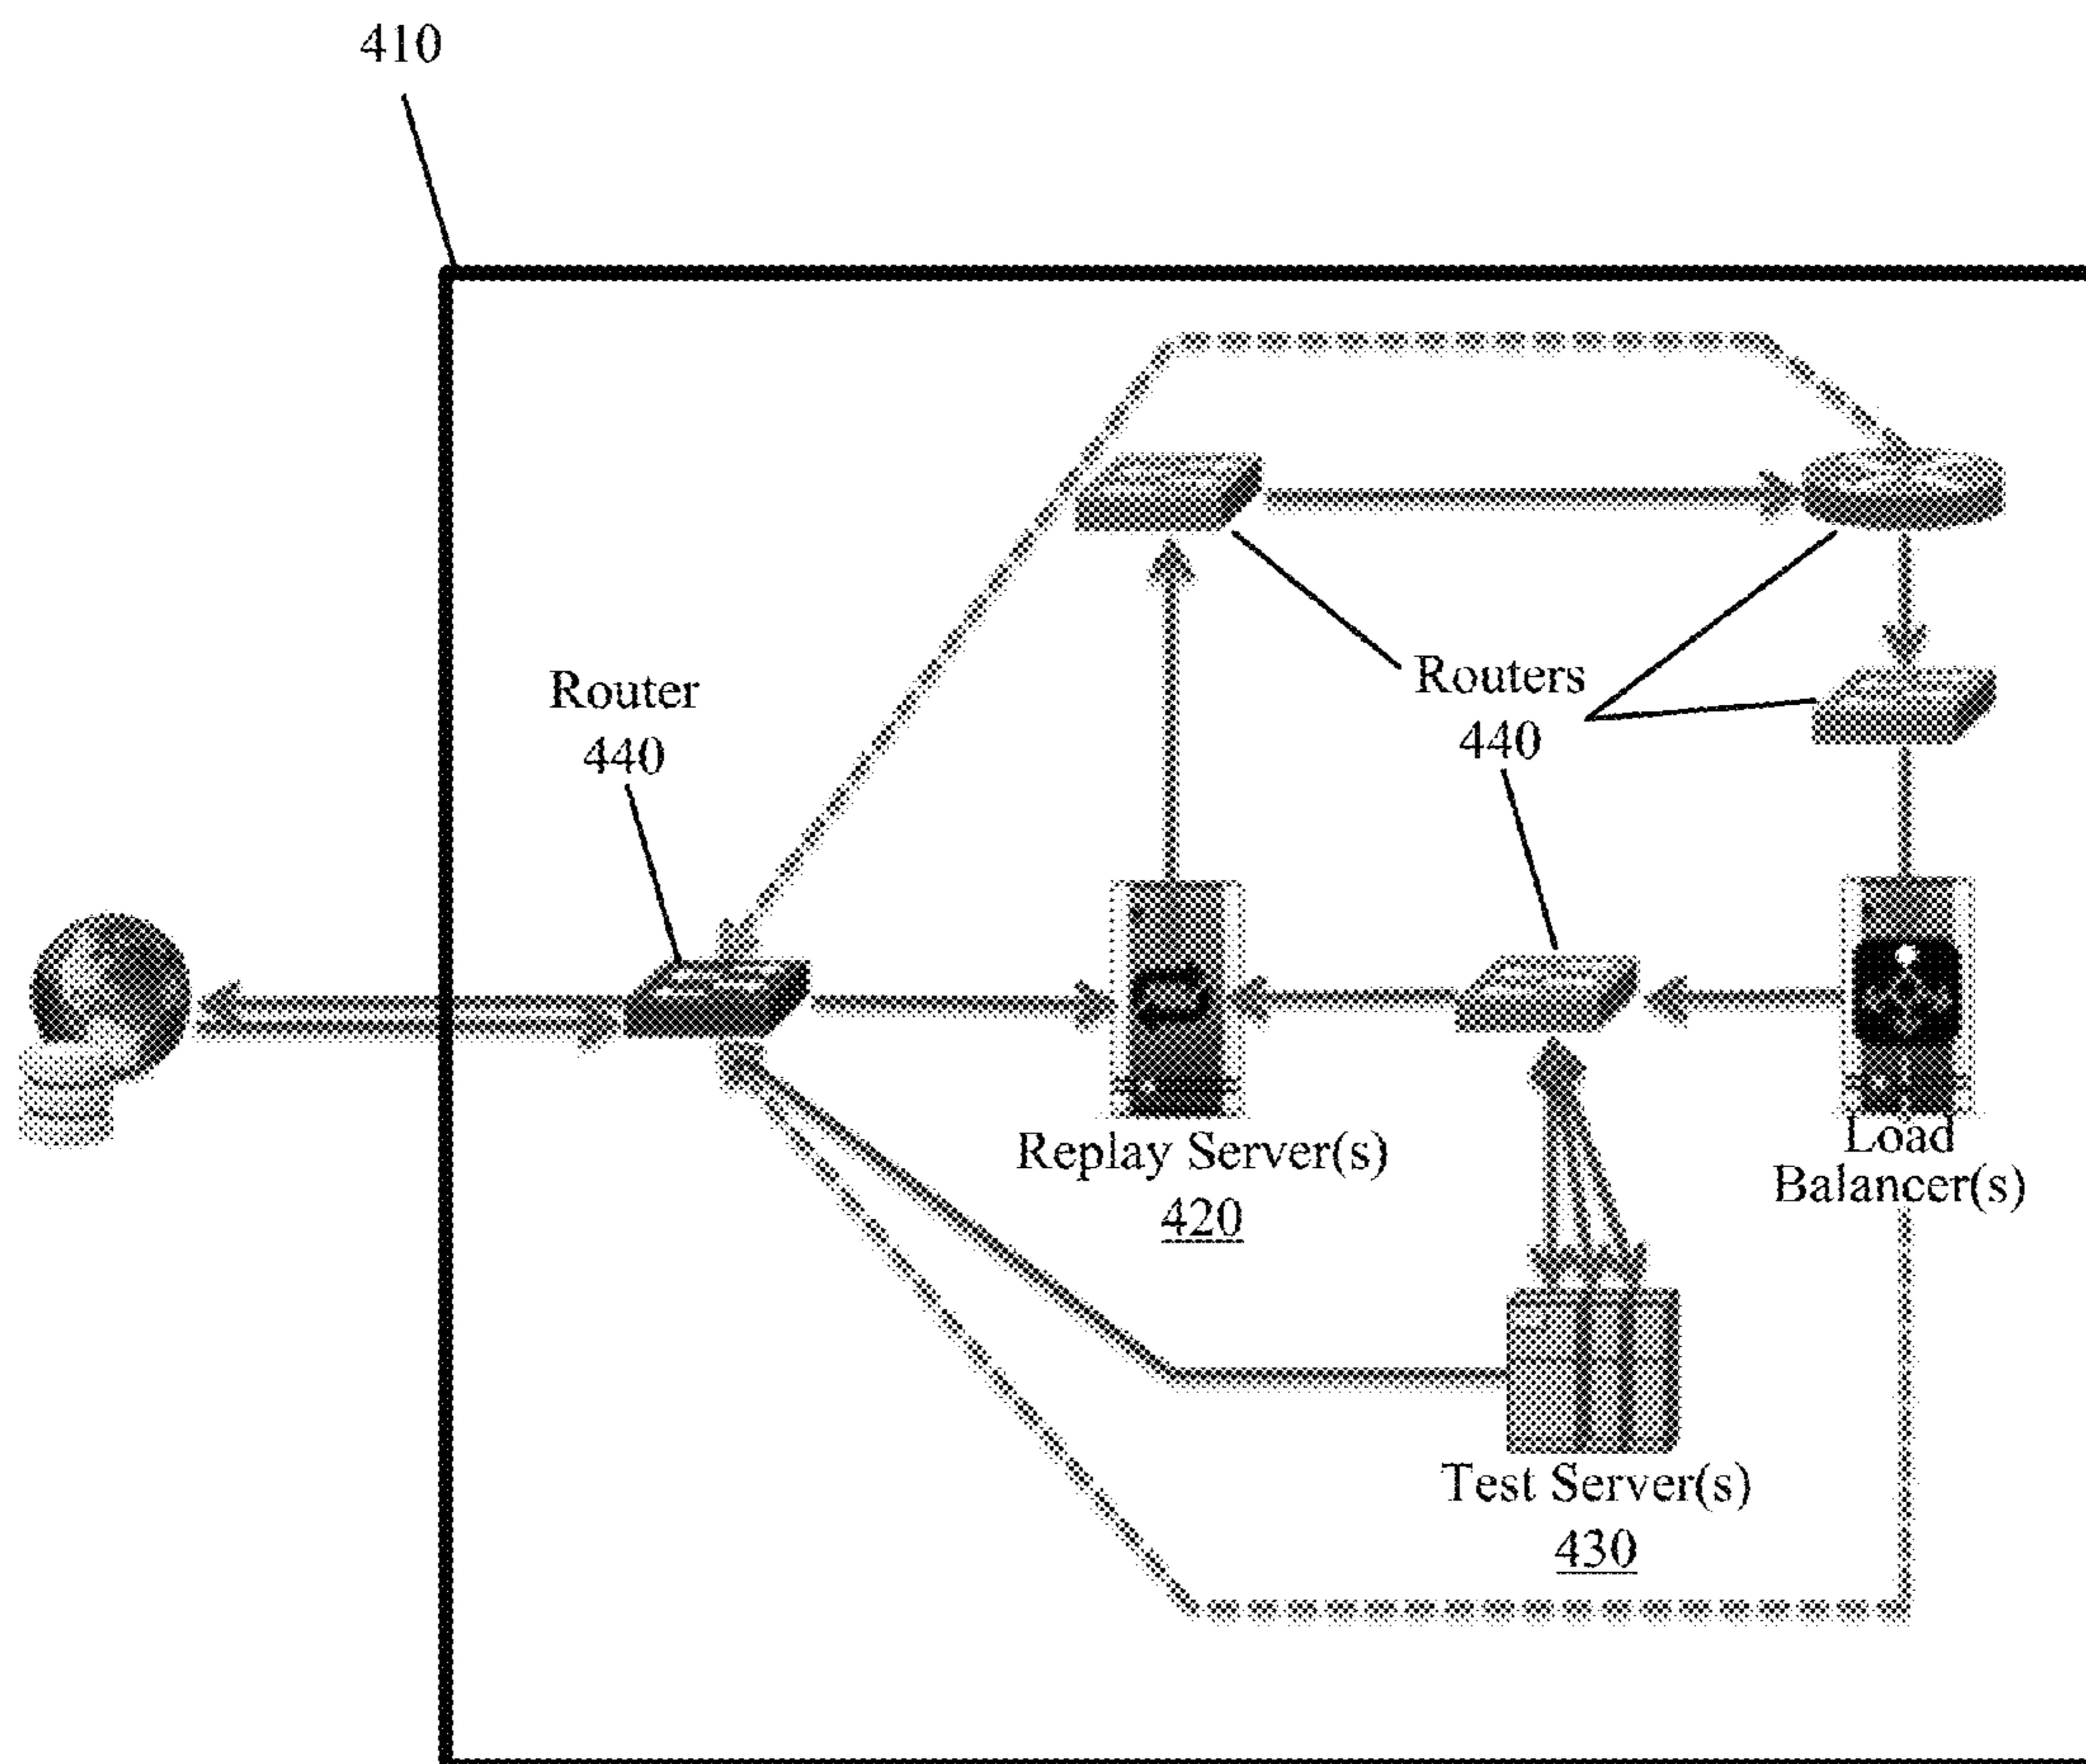 410
Router
440
Routers
440
Replay Server(s)
420
Load
Balancer(s)
Test Server(s)
430